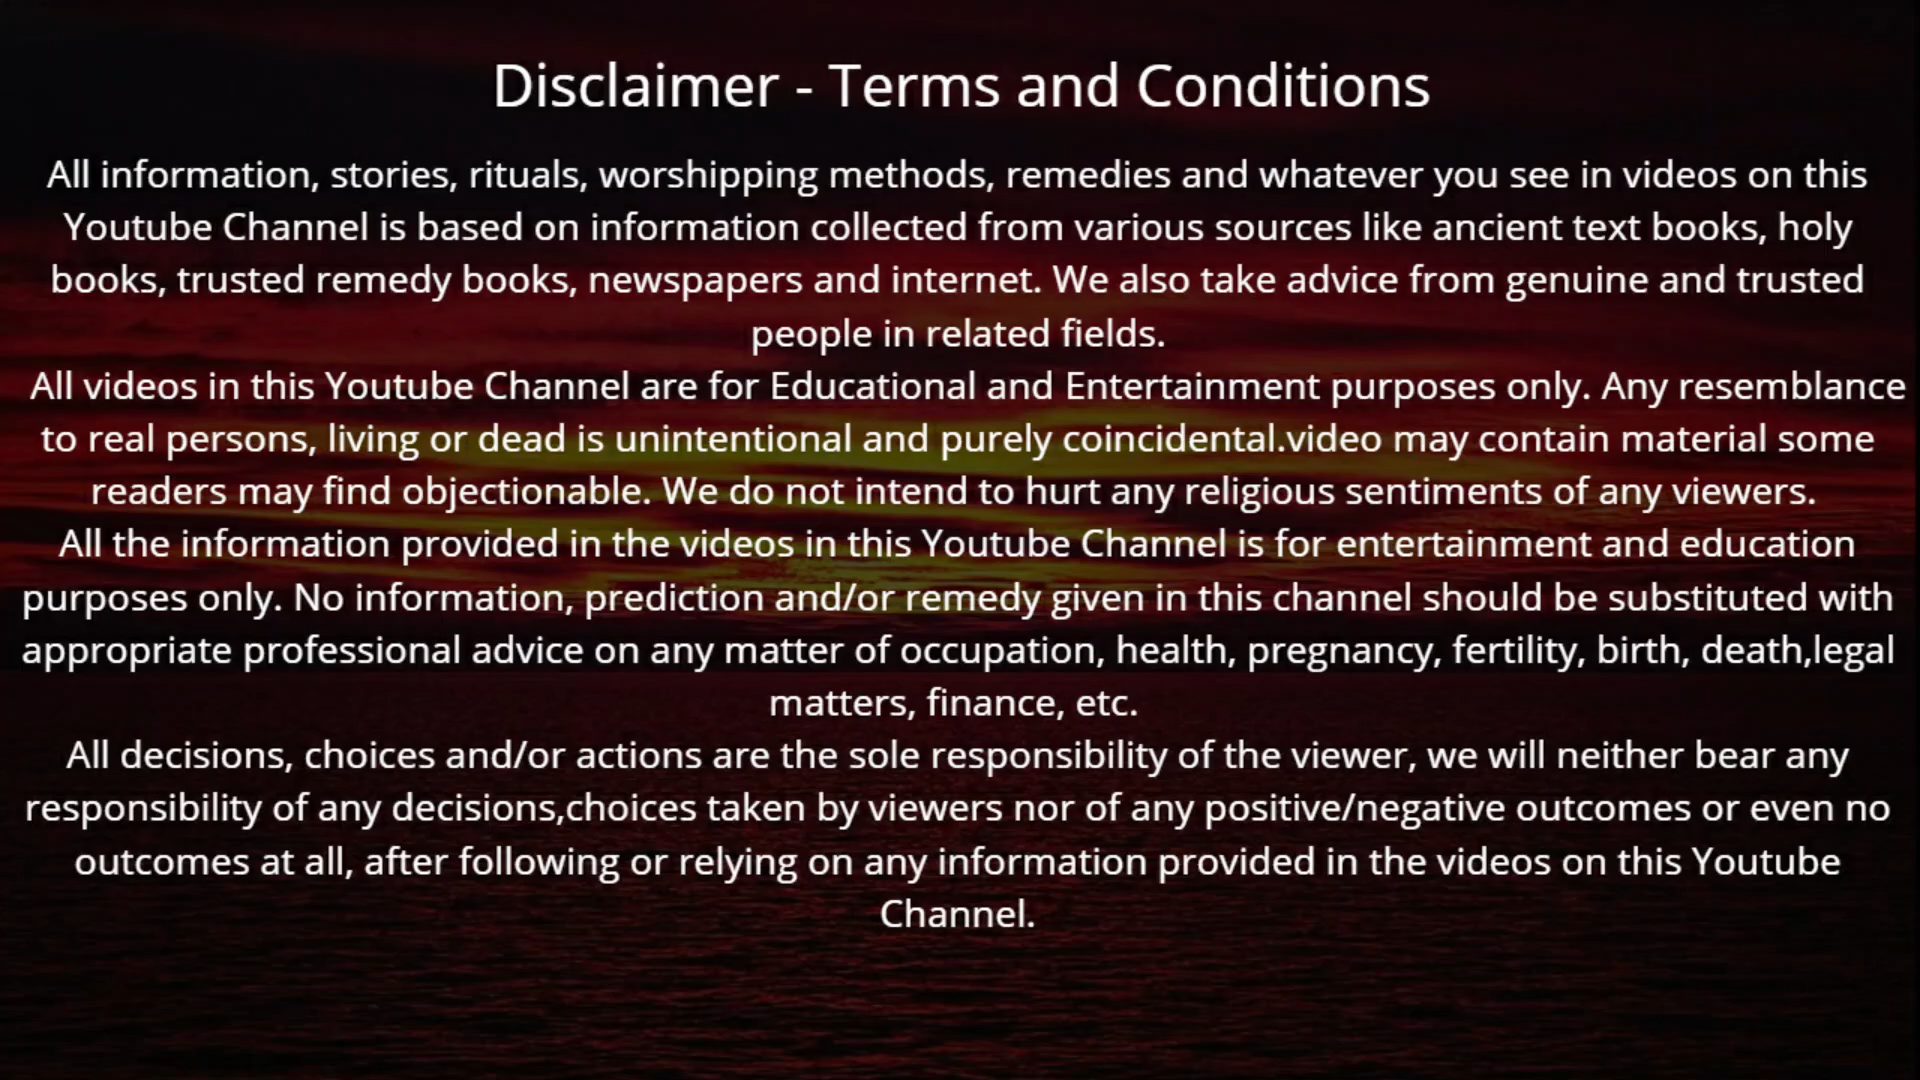 Disclaimer - Terms and Conditions
All information, stories, rituals, worshipping methods, remedies and whatever you see in videos on this
Youtube Channel is based on information collected from various sources like ancient text books, holy
books, trusted remedy books, newspapers and internet. We also take advice from genuine and trusted
people in related fields.
All videos in this Youtube Channel are for Educational and Entertainment purposes only. Any resemblance
to real persons, living or dead is unintentional and purely coincidental.video may contain material some
readers may find objectionable. We do not intend to hurt any religious sentiments of any viewers.
All the information provided in the videos in this Youtube Channel is for entertainment and education
purposes only. No information, prediction and/or remedy given in this channel should be substituted with
appropriate professional advice on any matter of occupation, health, pregnancy, fertility, birth, death,legal
matters, finance, etc.
All decisions, choices and/or actions are the sole responsibility of the viewer, we will neither bear any
responsibility of any decisions,choices taken by viewers nor of any positive/negative outcomes or even no
outcomes at all, after following or relying on any information provided in the videos on this Youtube
Channel.